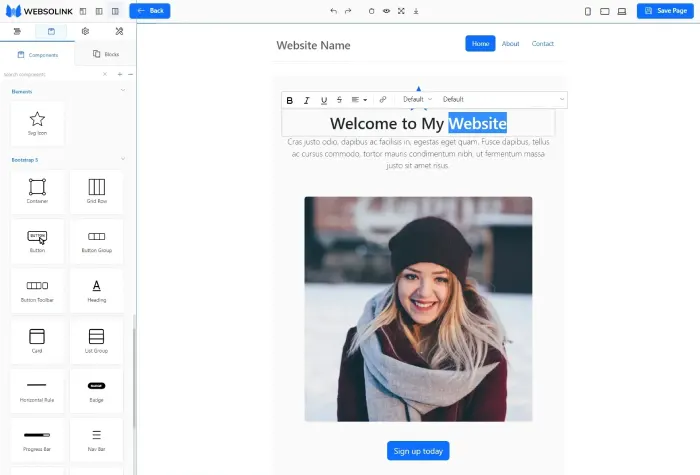 WEBSOLINK
Back
Save Page
Components
Blocks
search components
Elements
Svg Icon
Bootstrap 5
Container
Grid Row
BUTTON
Button
Button Group
Button Toolbar
A
Heading
Card
List Group
Horizontal Rule
Badge
Progress Bar
Nav Bar
Website Name
Home
About
Contact
B I U S
Default
Default
Welcome to My Website
Cras justo odio, dapibus ac facilisis in, egestas eget quam. Fusce dapibus, tellus
ac cursus commodo, tortor mauris condimentum nibh, ut fermentum massa
justo sit amet risus.
Sign up today